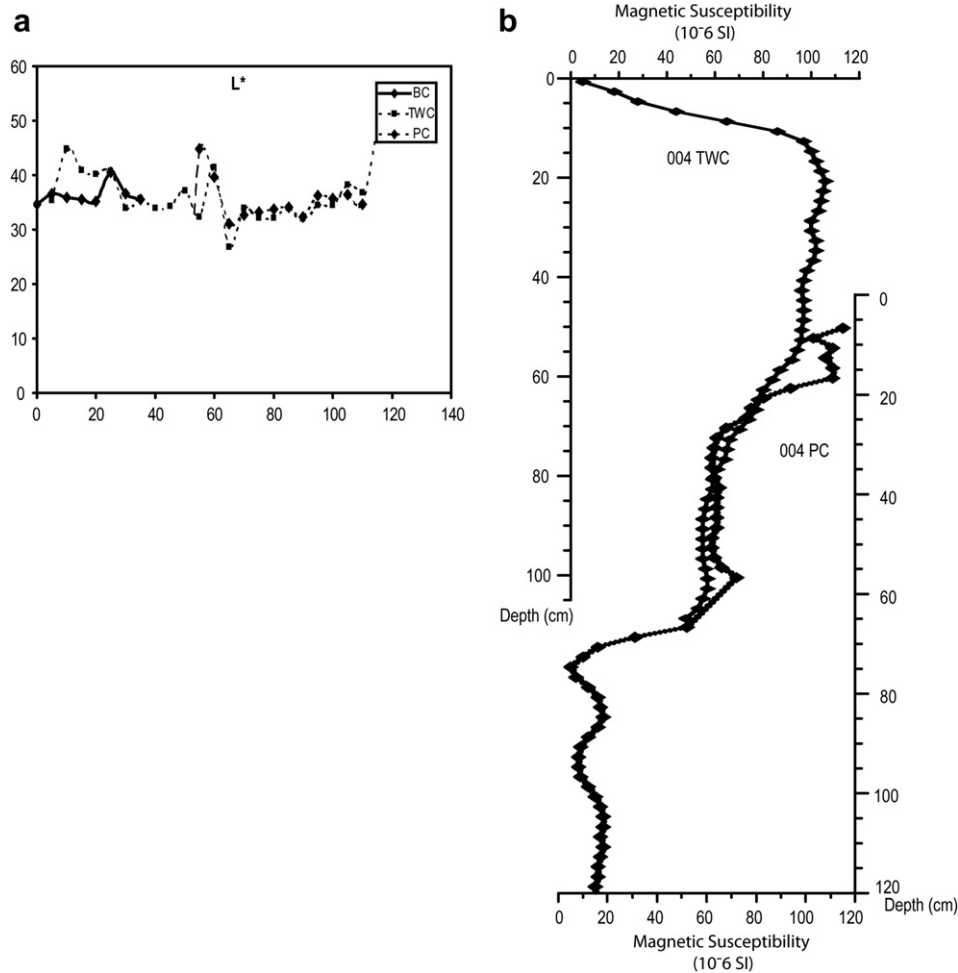 a
60
50
40
30
20
10
0
0 20 40 60 80 100 120 140
L*
BC
TWC
PC
b
Magnetic Susceptibility
(10⁻6 SI)
0 20 40 60 80 100 120
0
20
40
60
80
100
Depth (cm)
004 TWC
0
20
40
60
80
100
120
Depth (cm)
004 PC
0 20 40 60 80 100 120
Magnetic Susceptibility
(10⁻6 SI)